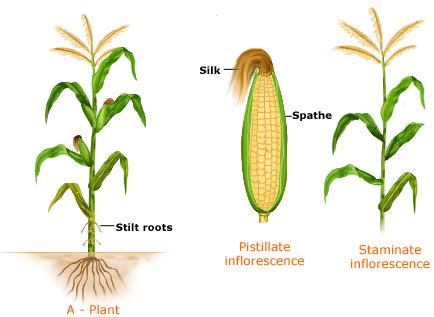 Silk
Spathe
Stilt roots
Pistillate
inflorescence
Staminate
inflorescence
A - Plant